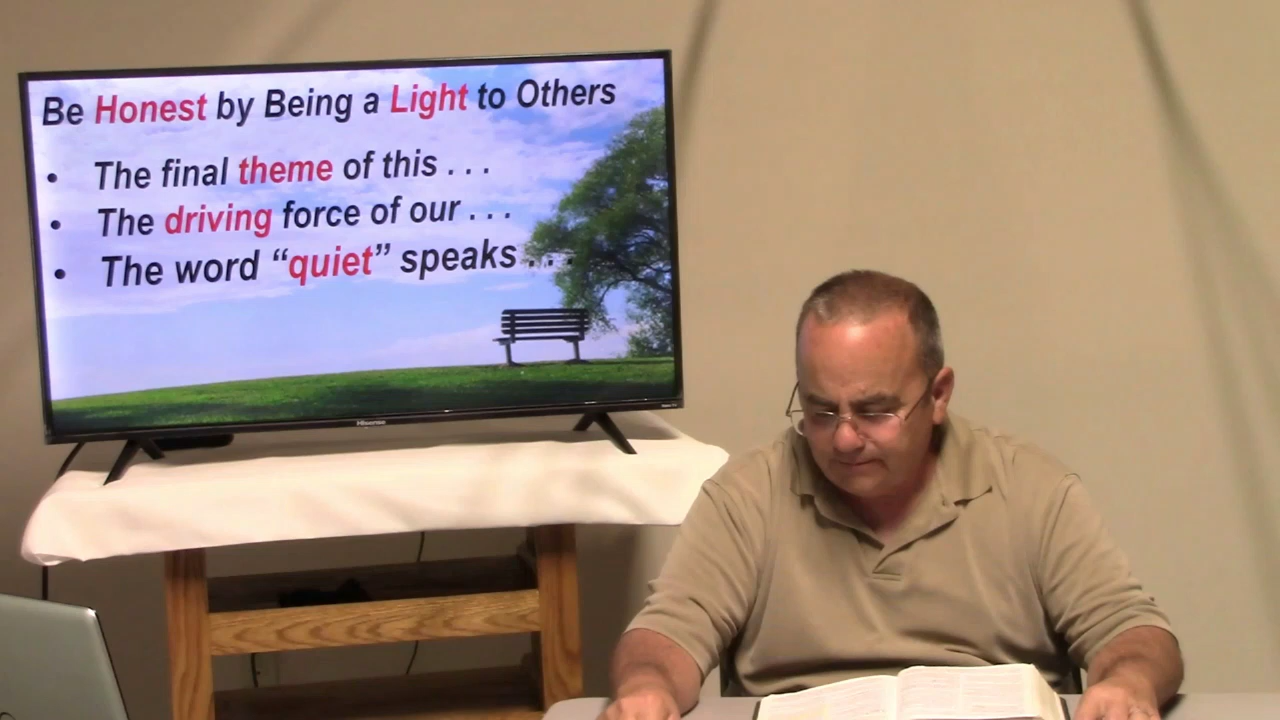 Be Honest by Being a Light to Others
• The final theme of this . . .
• The driving force of our . . .
• The word “quiet” speaks . . .
Hisense